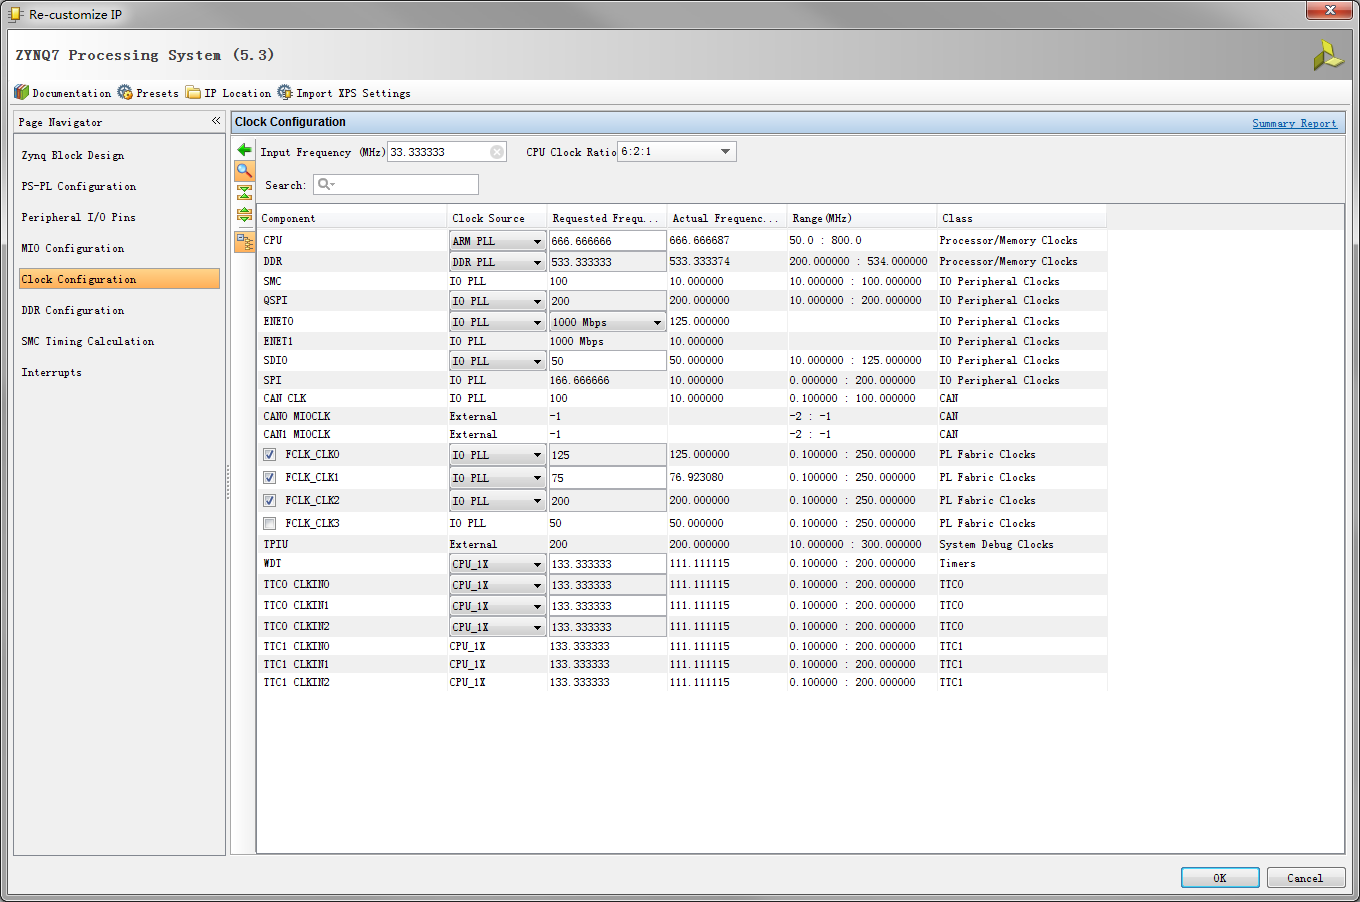 Re-customize IP
ZYNQ7 Processing System (5.3)
Documentation Presets IP Location Import XPS Settings
Page Navigator «
Zynq Block Design
PS-PL Configuration
Peripheral I/O Pins
MIO Configuration
Clock Configuration
DDR Configuration
SMC Timing Calculation
Interrupts
Clock Configuration Summary Report
Input Frequency (MHz) 33.333333 CPU Clock Ratio 6:2:1
Search:
Component Clock Source Requested Frequ... Actual Frequenc... Range(MHz) Class
CPU ARM PLL 666.666666 666.666687 50.0 : 800.0 Processor/Memory Clocks
DDR DDR PLL 533.333333 533.333374 200.000000 : 534.000000 Processor/Memory Clocks
SMC IO PLL 100 10.000000 10.000000 : 100.000000 IO Peripheral Clocks
QSPI IO PLL 200 200.000000 10.000000 : 200.000000 IO Peripheral Clocks
ENET0 IO PLL 1000 Mbps 125.000000 IO Peripheral Clocks
ENET1 IO PLL 1000 Mbps 10.000000 IO Peripheral Clocks
SDIO IO PLL 50 50.000000 10.000000 : 125.000000 IO Peripheral Clocks
SPI IO PLL 166.666666 10.000000 0.000000 : 200.000000 IO Peripheral Clocks
CAN CLK IO PLL 100 10.000000 0.100000 : 100.000000 CAN
CAN0 MIOCLK External -1 -2 : -1 CAN
CAN1 MIOCLK External -1 -2 : -1 CAN
FCLK_CLK0 IO PLL 125 125.000000 0.100000 : 250.000000 PL Fabric Clocks
FCLK_CLK1 IO PLL 75 76.923080 0.100000 : 250.000000 PL Fabric Clocks
FCLK_CLK2 IO PLL 200 200.000000 0.100000 : 250.000000 PL Fabric Clocks
FCLK_CLK3 IO PLL 50 50.000000 0.100000 : 250.000000 PL Fabric Clocks
TPIU External 200 200.000000 10.000000 : 300.000000 System Debug Clocks
WDT CPU_1X 133.333333 111.111115 0.100000 : 200.000000 Timers
TTC0 CLKIN0 CPU_1X 133.333333 111.111115 0.100000 : 200.000000 TTC0
TTC0 CLKIN1 CPU_1X 133.333333 111.111115 0.100000 : 200.000000 TTC0
TTC0 CLKIN2 CPU_1X 133.333333 111.111115 0.100000 : 200.000000 TTC0
TTC1 CLKIN0 CPU_1X 133.333333 111.111115 0.100000 : 200.000000 TTC1
TTC1 CLKIN1 CPU_1X 133.333333 111.111115 0.100000 : 200.000000 TTC1
TTC1 CLKIN2 CPU_1X 133.333333 111.111115 0.100000 : 200.000000 TTC1
OK Cancel